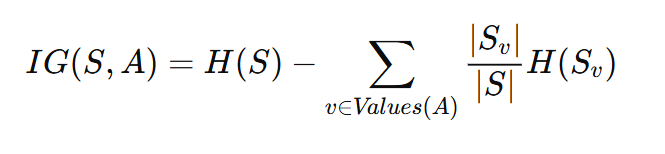 IG(S, A) = H(S) − ∑_{v∈Values(A)} |S_v|/|S| H(S_v)